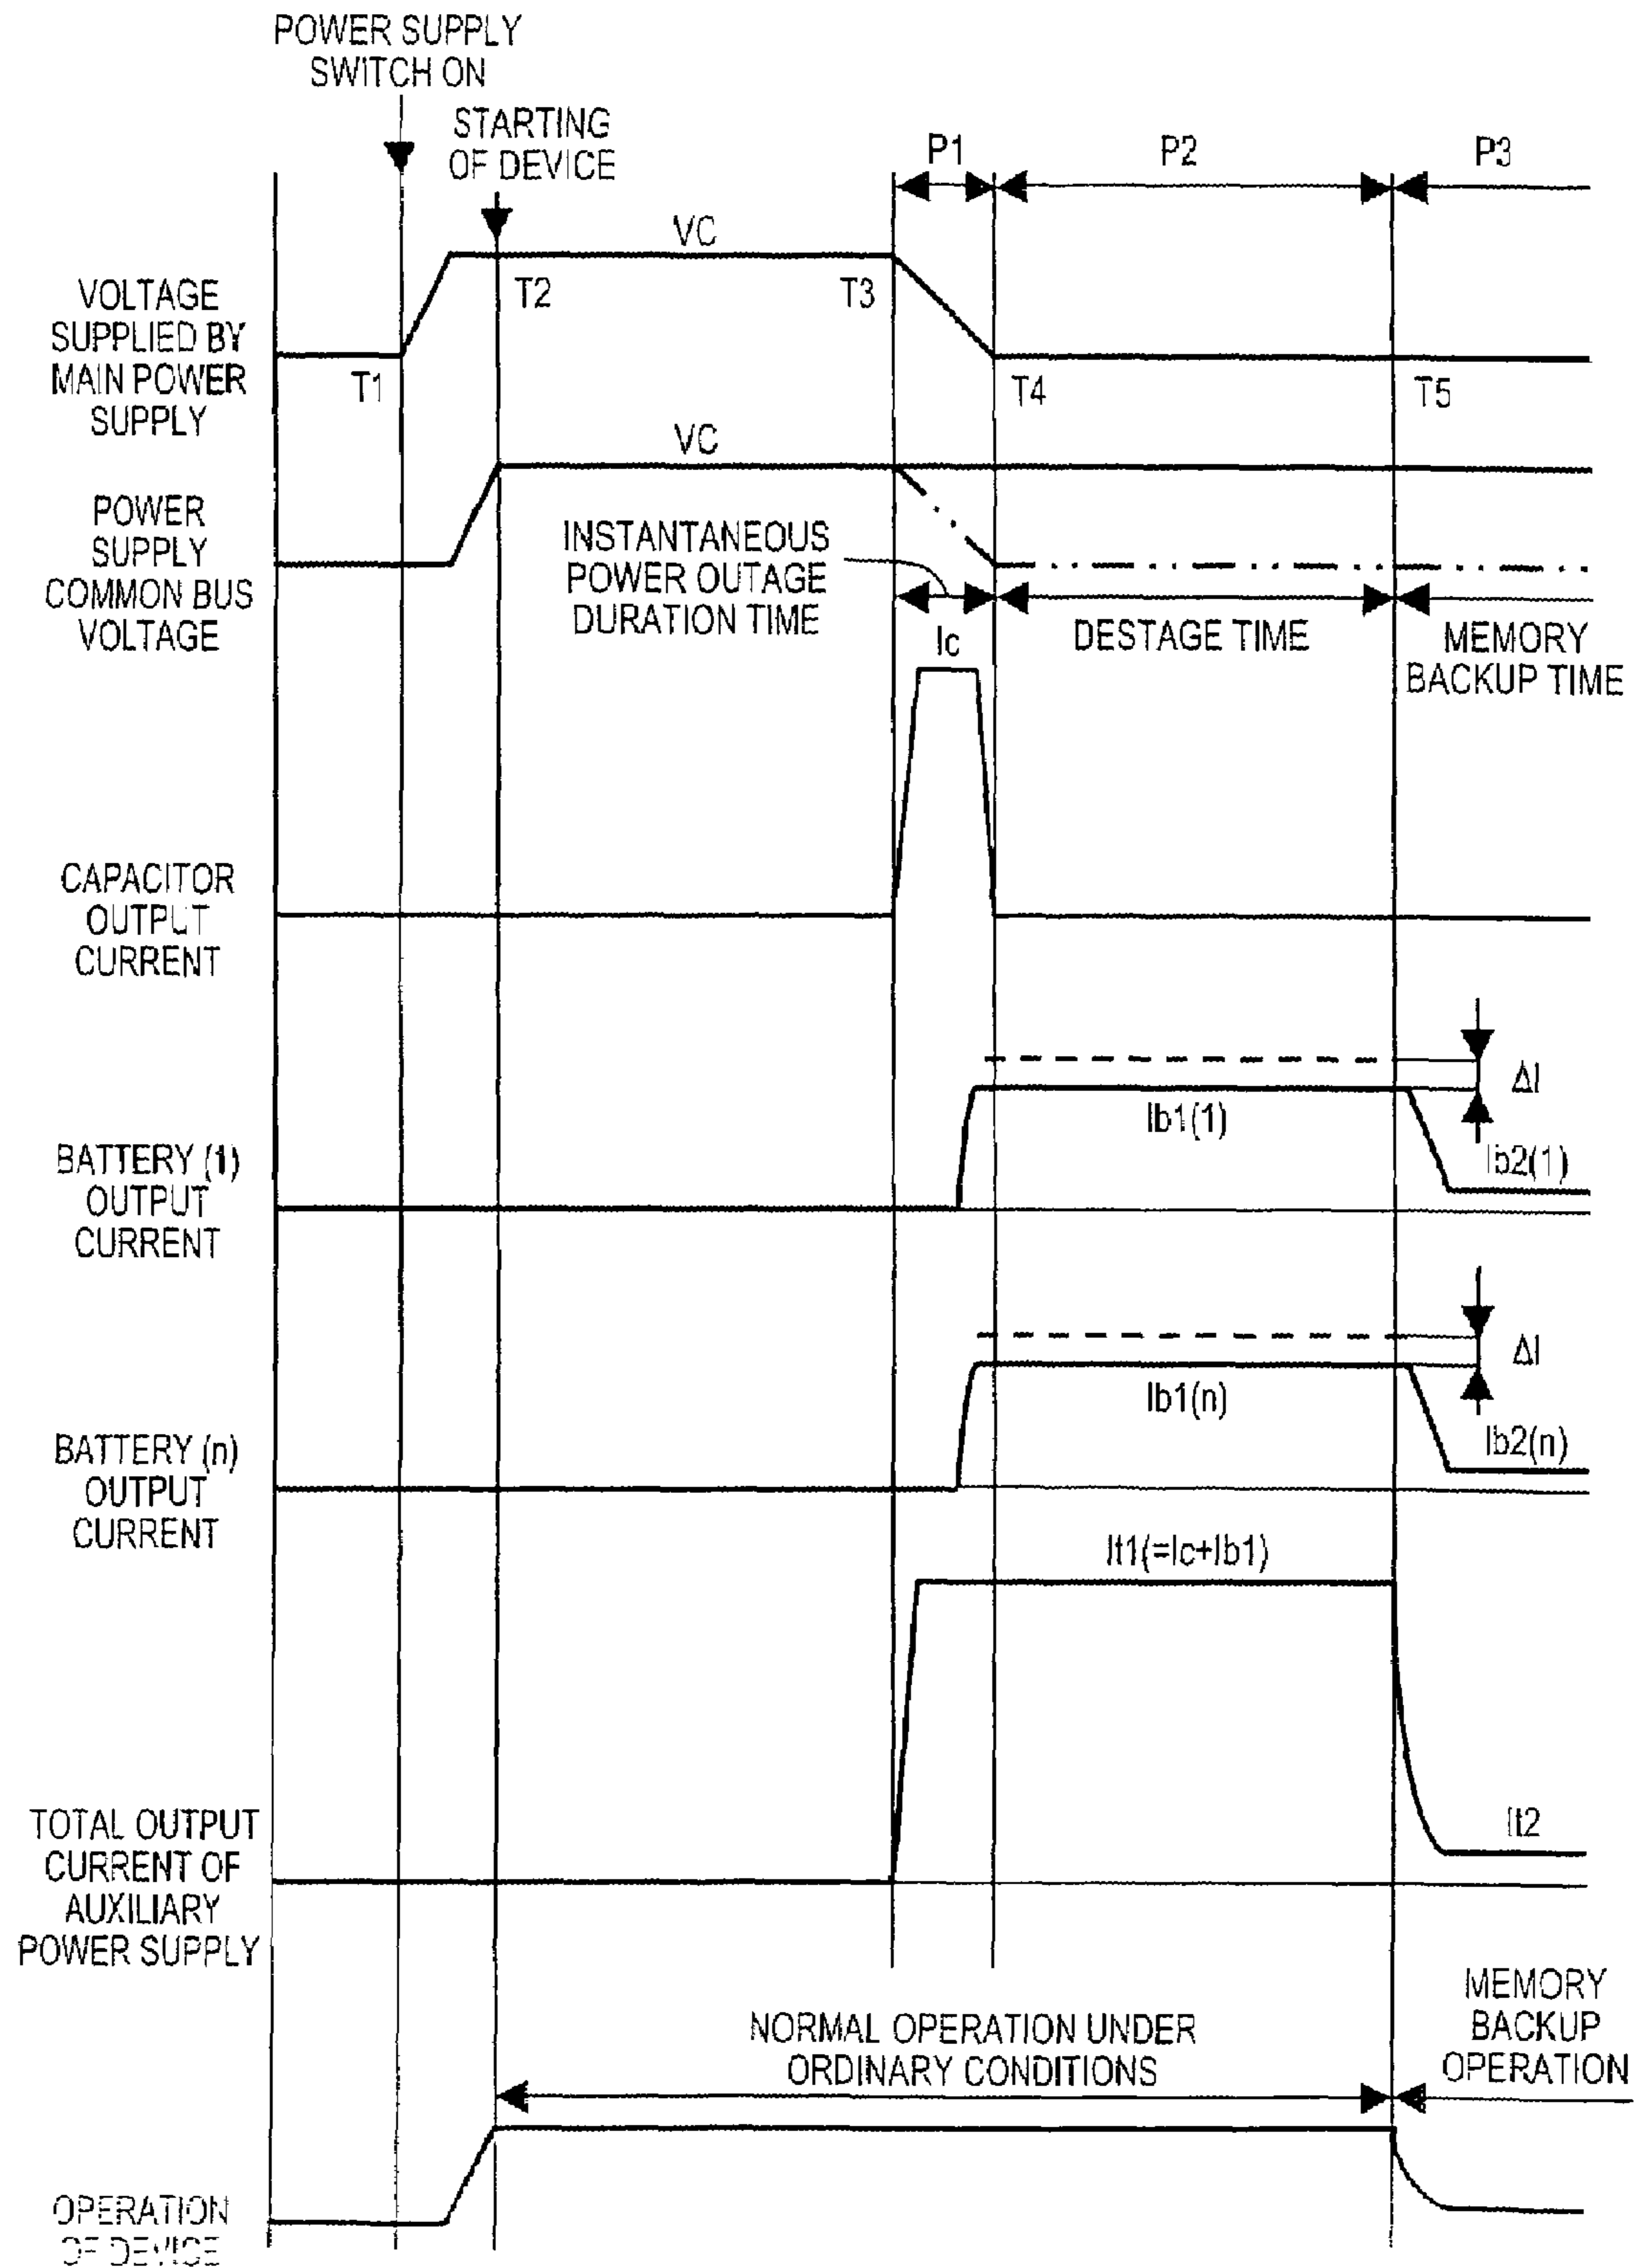 POWER SUPPLY
SWITCH ON
STARTING
OF DEVICE
P1
P2
P3
VC
T2
T3
VOLTAGE
SUPPLIED BY
MAIN POWER
SUPPLY
T1
T4
T5
VC
POWER
SUPPLY
COMMON BUS
VOLTAGE
INSTANTANEOUS
POWER OUTAGE
DURATION TIME
DESTAGE TIME
MEMORY
BACKUP TIME
Ic
CAPACITOR
OUTPUT
CURRENT
ΔI
Ib1(1)
Ib2(1)
BATTERY (1)
OUTPUT
CURRENT
ΔI
Ib1(n)
Ib2(n)
BATTERY (n)
OUTPUT
CURRENT
It1(=Ic+Ib1)
It2
TOTAL OUTPUT
CURRENT OF
AUXILIARY
POWER SUPPLY
NORMAL OPERATION UNDER
ORDINARY CONDITIONS
MEMORY
BACKUP
OPERATION
OPERATION
OF DEVICE